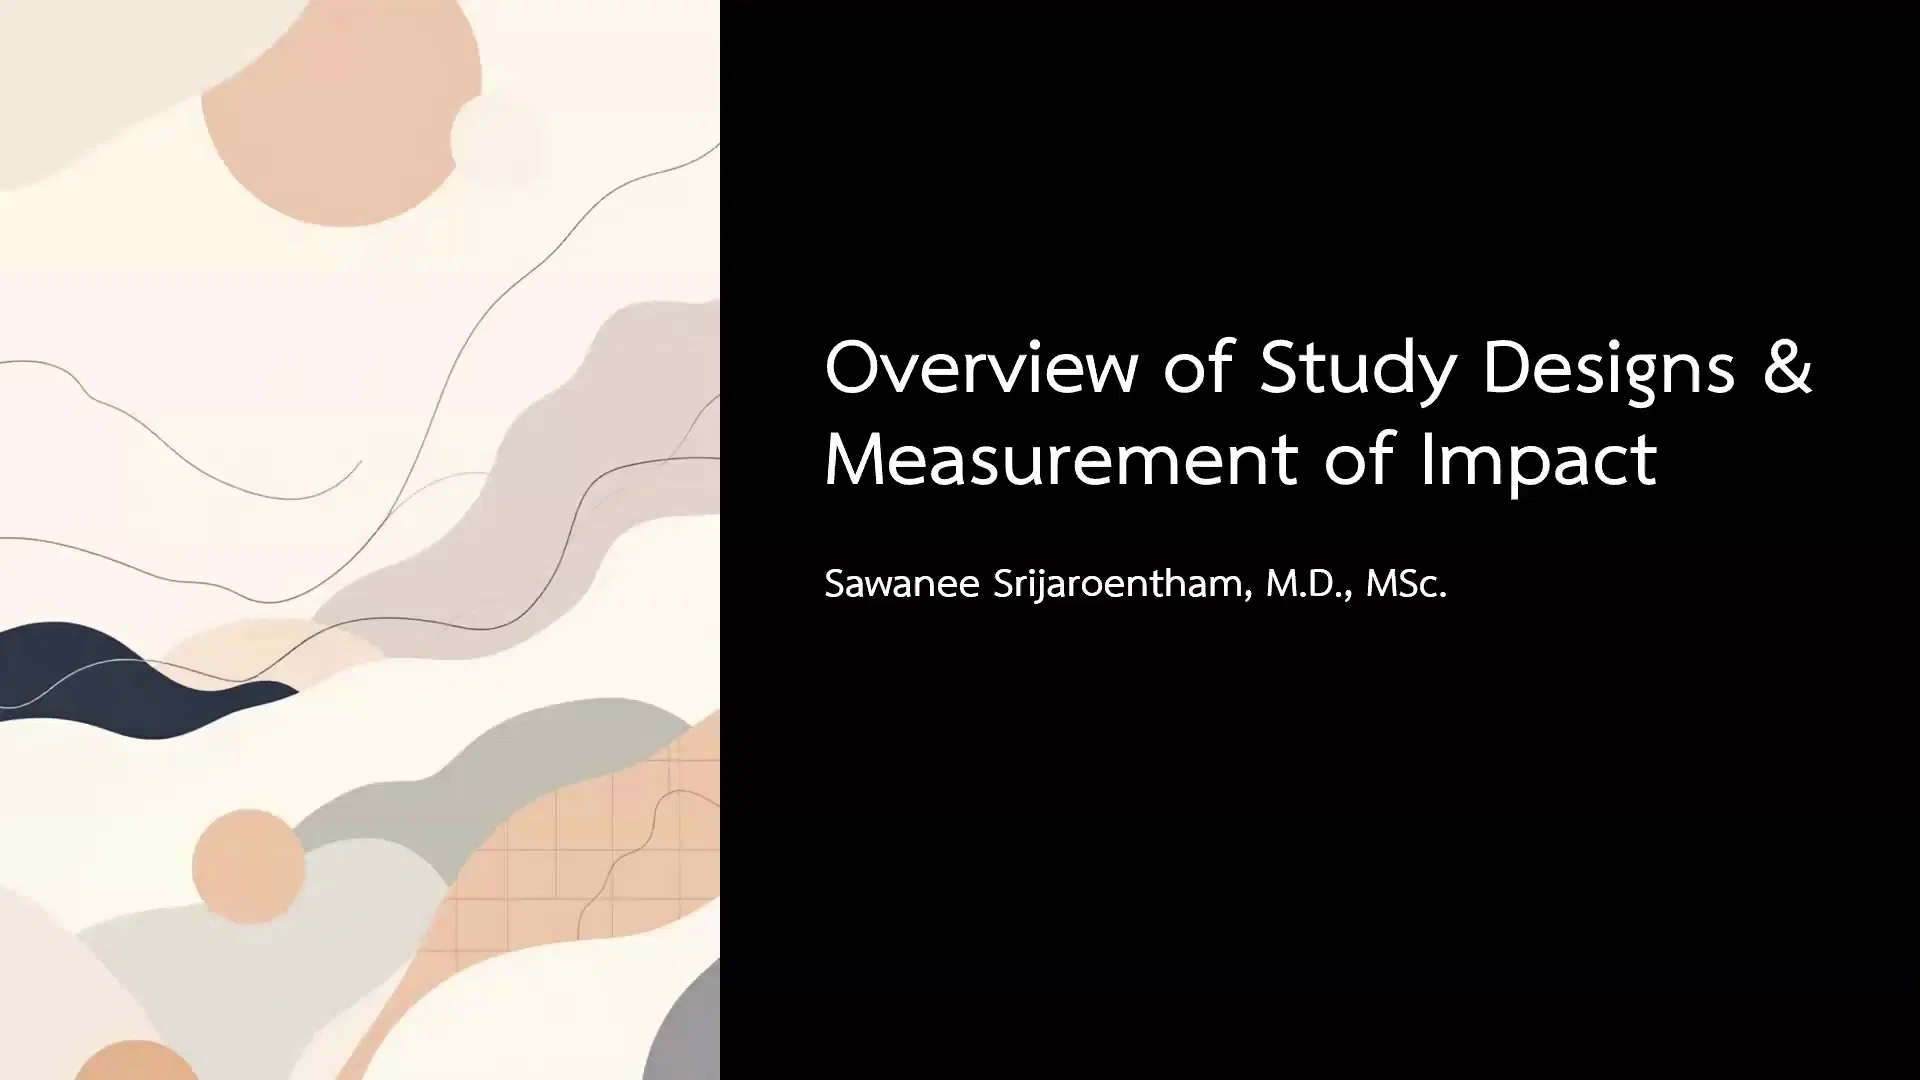 Overview of Study Designs &
Measurement of Impact
Sawanee Srijaroentham, M.D., MSc.